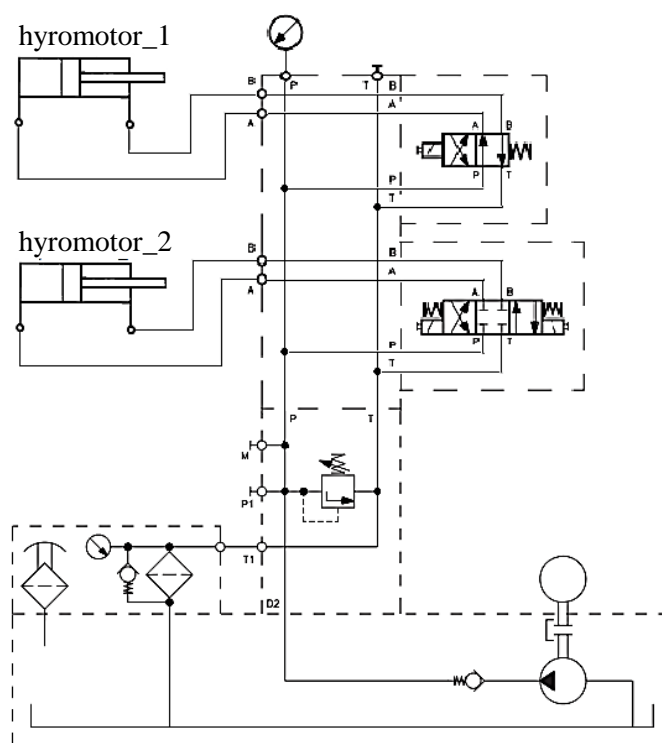 hyromotor_1
B P T B
A A
A B
P T
P
T
hyromotor_2
B B
A A
A B
P T
P
T
P T
M
P1
T1
D2